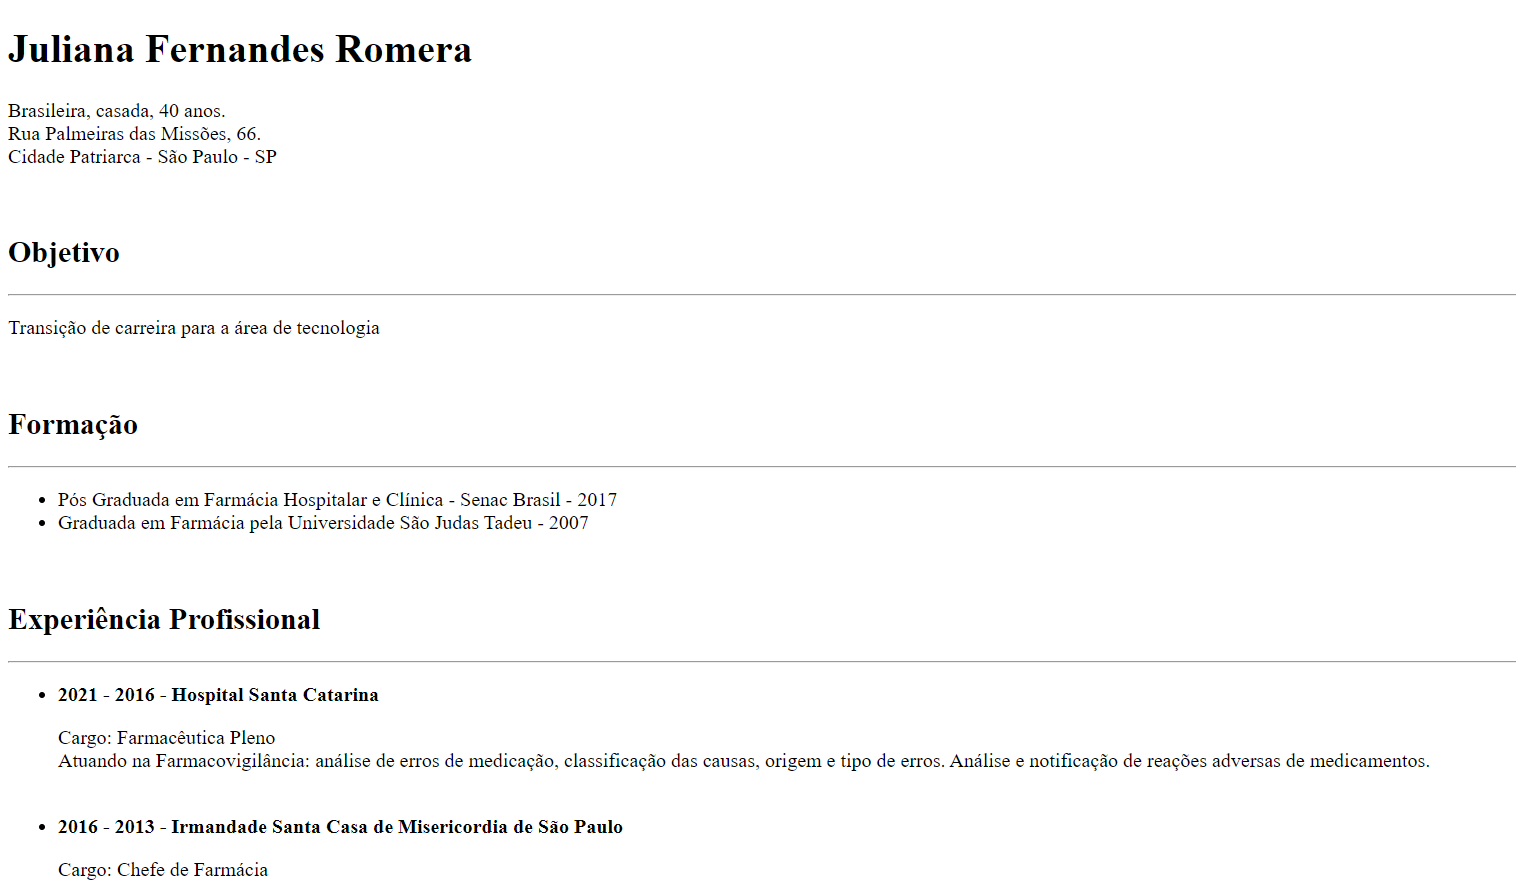 Juliana Fernandes Romera
Brasileira, casada, 40 anos.
Rua Palmeiras das Missões, 66.
Cidade Patriarca - São Paulo - SP
Objetivo
Transição de carreira para a área de tecnologia
Formação
• Pós Graduada em Farmácia Hospitalar e Clínica - Senac Brasil - 2017
• Graduada em Farmácia pela Universidade São Judas Tadeu - 2007
Experiência Profissional
• 2021 - 2016 - Hospital Santa Catarina
Cargo: Farmacêutica Pleno
Atuando na Farmacovigilância: análise de erros de medicação, classificação das causas, origem e tipo de erros. Análise e notificação de reações adversas de medicamentos.
• 2016 - 2013 - Irmandade Santa Casa de Misericordia de São Paulo
Cargo: Chefe de Farmácia